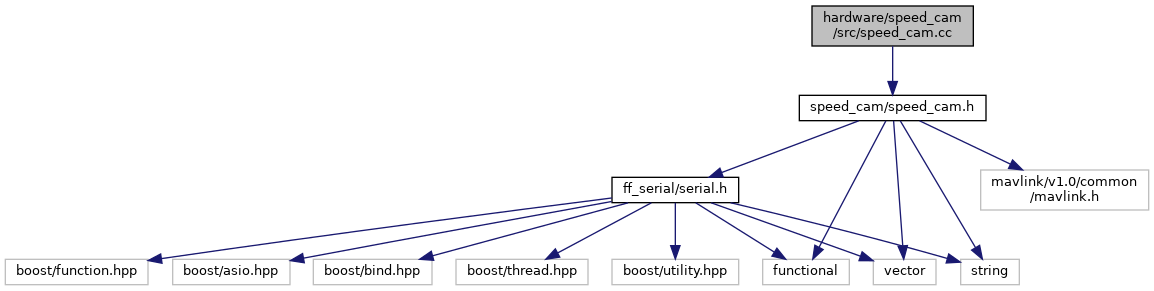 hardware/speed_cam
/src/speed_cam.cc
speed_cam/speed_cam.h
ff_serial/serial.h
mavlink/v1.0/common
/mavlink.h
boost/function.hpp
boost/asio.hpp
boost/bind.hpp
boost/thread.hpp
boost/utility.hpp
functional
vector
string